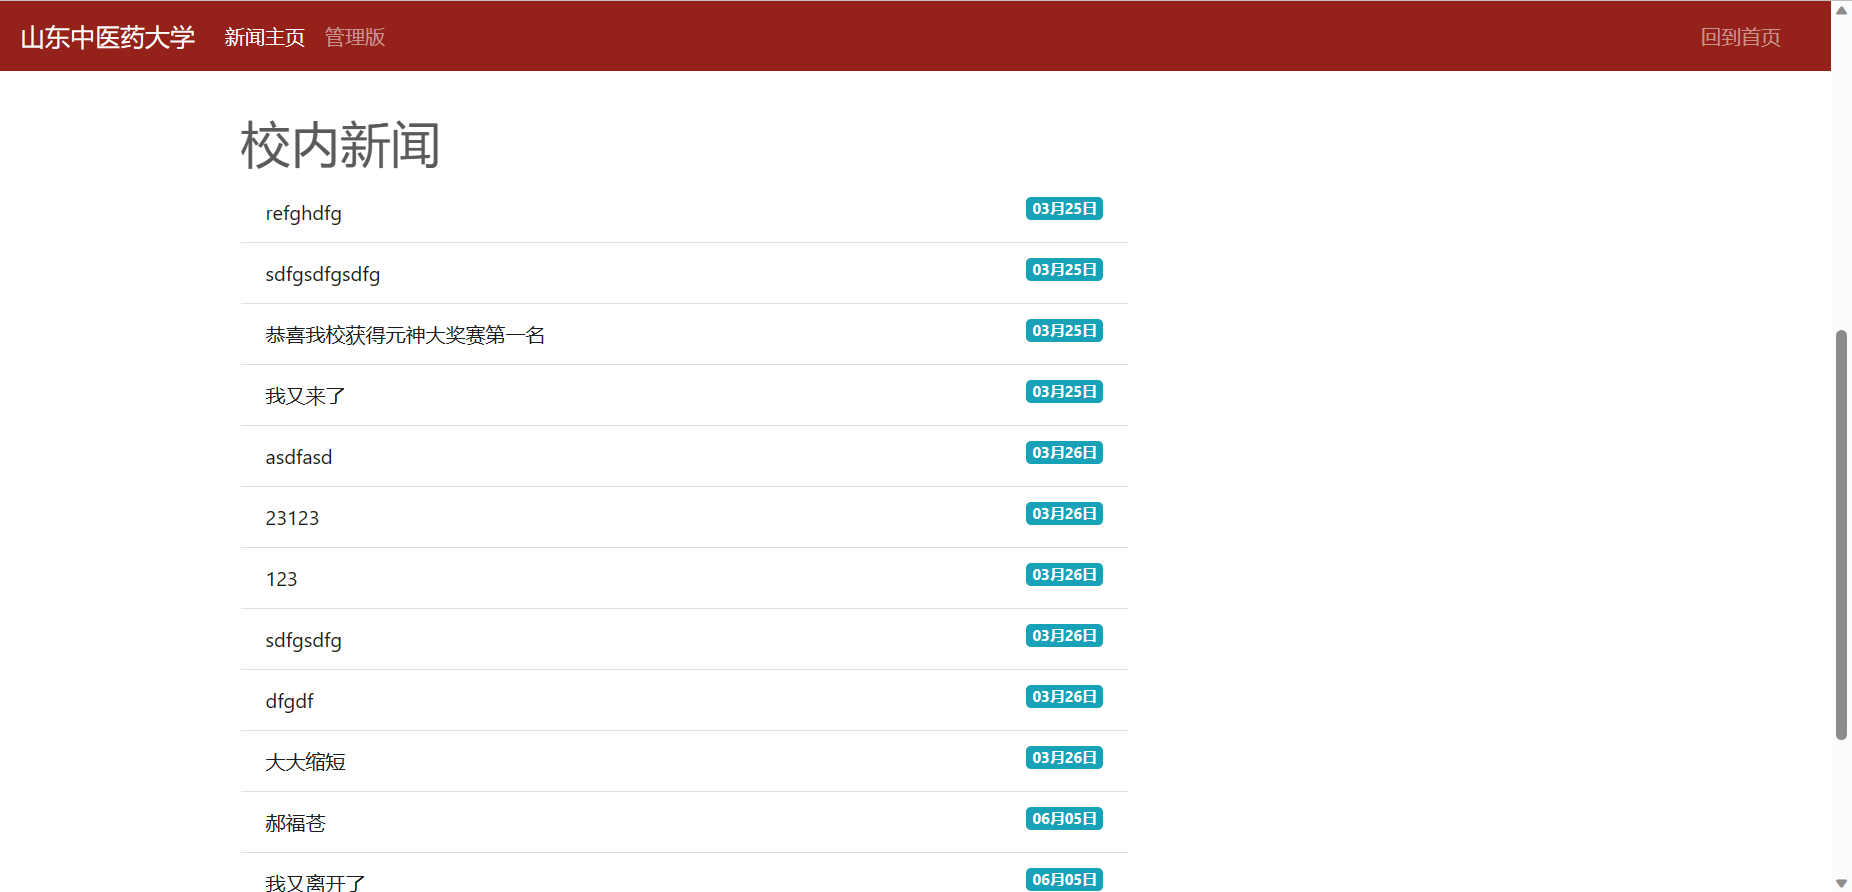 山东中医药大学 新闻主页 管理版 回到首页
校内新闻
refghdfg 03月25日
sdfgsdfgsdfg 03月25日
恭喜我校获得元神大奖赛第一名 03月25日
我又来了 03月25日
asdfasd 03月26日
23123 03月26日
123 03月26日
sdfgsdfg 03月26日
dfgdf 03月26日
大大缩短 03月26日
郝福苍 06月05日
我又离开了 06月05日